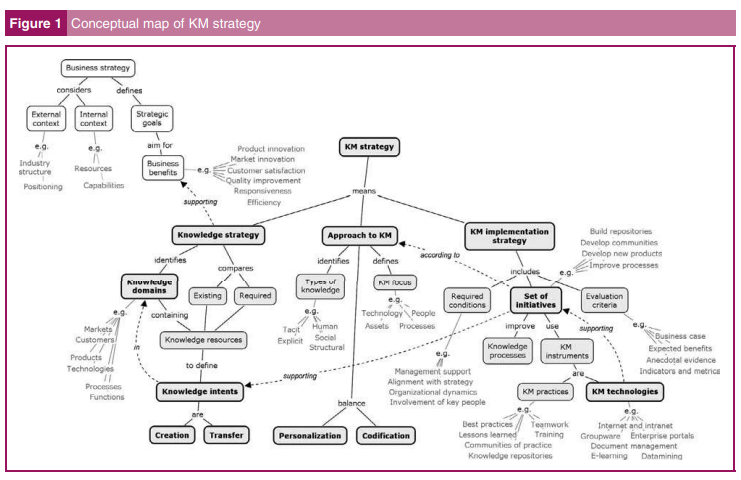 Figure 1 Conceptual map of KM strategy
Business strategy
considers
defines
External
context
Internal
context
Strategic
goals
e.g.
e.g.
aim for
Industry
structure
Positioning
Resources
Capabilities
Business
benefits
e.g.
Product innovation
Market innovation
Customer satisfaction
Quality improvement
Responsiveness
Efficiency
supporting
KM strategy
means
Knowledge strategy
Approach to KM
KM implementation
strategy
identifies
compares
Knowledge
domains
Existing
Required
containing
Knowledge resources
e.g.
Markets
Customers
Products
Technologies
Processes
Functions
in
to define
Knowledge intents
are
Creation
Transfer
identifies
defines
Types of
knowledge
KM focus
e.g.
Tacit
Human
Explicit
Social
Structural
e.g.
Technology
People
Assets
Processes
balance
Personalization
Codification
according to
supporting
includes
e.g.
Build repositories
Develop communities
Develop new products
Improve processes
Required
conditions
Set of
initiatives
Evaluation
criteria
e.g.
Management support
Alignment with strategy
Organizational dynamics
Involvement of key people
improve
use
supporting
Knowledge
processes
KM
instruments
e.g.
Business case
Expected benefits
Anecdotal evidence
Indicators and metrics
are
KM practices
KM technologies
e.g.
Best practices
Teamwork
Lessons learned
Training
Communities of practice
Knowledge repositories
e.g.
Internet and intranet
Groupware
Enterprise portals
Document management
E-learning
Datamining